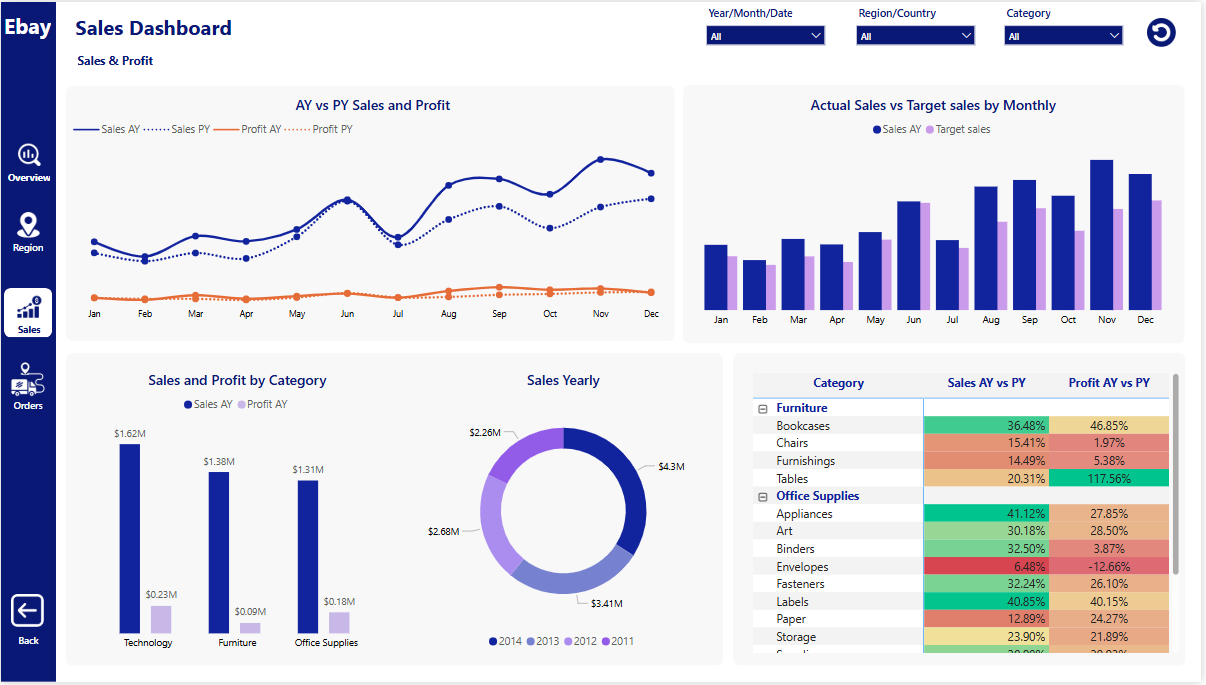 Ebay
Sales Dashboard
Sales & Profit
Year/Month/Date
Region/Country
Category
All
All
All
Overview
Region
Sales
Orders
Back
AY vs PY Sales and Profit
Sales AY Sales PY Profit AY Profit PY
Jan Feb Mar Apr May Jun Jul Aug Sep Oct Nov Dec
Actual Sales vs Target sales by Monthly
Sales AY Target sales
Jan Feb Mar Apr May Jun Jul Aug Sep Oct Nov Dec
Sales and Profit by Category
Sales AY Profit AY
$1.62M
$1.38M
$1.31M
$0.23M
$0.09M
$0.18M
Technology Furniture Office Supplies
Sales Yearly
$2.26M
$4.3M
$2.68M
$3.41M
2014 2013 2012 2011
Category Sales AY vs PY Profit AY vs PY
Furniture
Bookcases 36.48% 46.85%
Chairs 15.41% 1.97%
Furnishings 14.49% 5.38%
Tables 20.31% 117.56%
Office Supplies
Appliances 41.12% 27.85%
Art 30.18% 28.50%
Binders 32.50% 3.87%
Envelopes 6.48% -12.66%
Fasteners 32.24% 26.10%
Labels 40.85% 40.15%
Paper 12.89% 24.27%
Storage 23.90% 21.89%